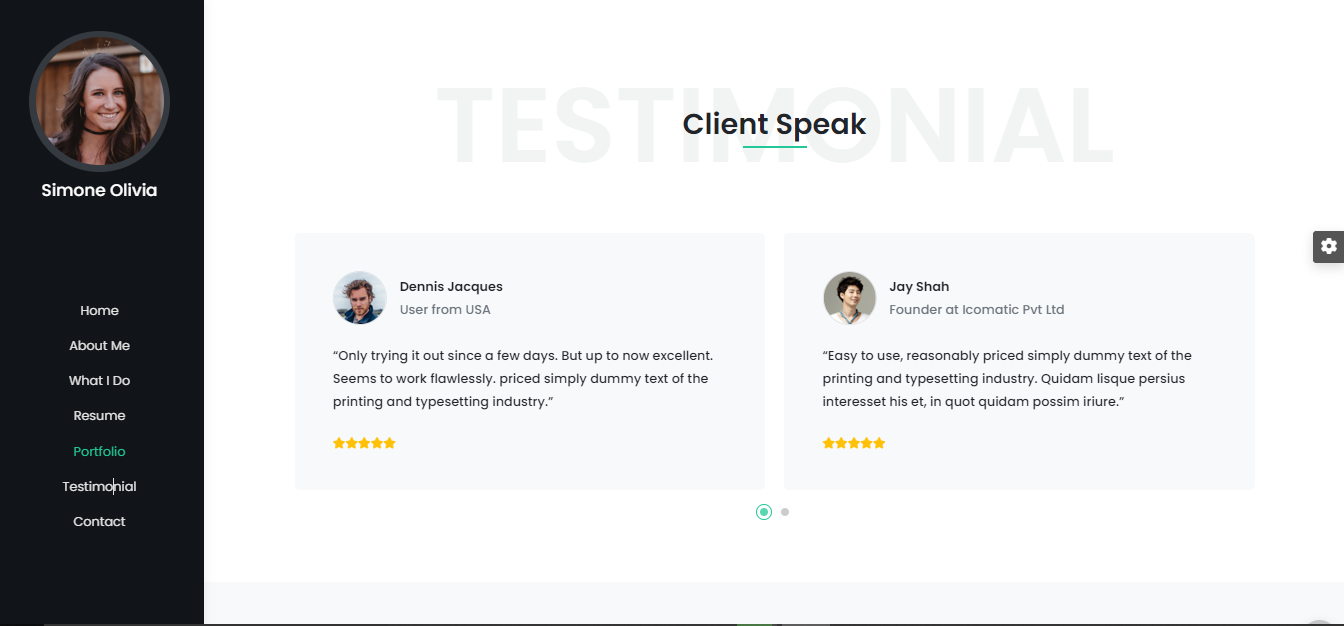 Simone Olivia
Home
About Me
What I Do
Resume
Portfolio
Testimonial
Contact
TESTIMONIAL
Client Speak
Dennis Jacques
User from USA
“Only trying it out since a few days. But up to now excellent.
Seems to work flawlessly. priced simply dummy text of the
printing and typesetting industry.”
Jay Shah
Founder at Icomatic Pvt Ltd
“Easy to use, reasonably priced simply dummy text of the
printing and typesetting industry. Quidam lisque persius
interesset his et, in quot quidam possim iriure.”